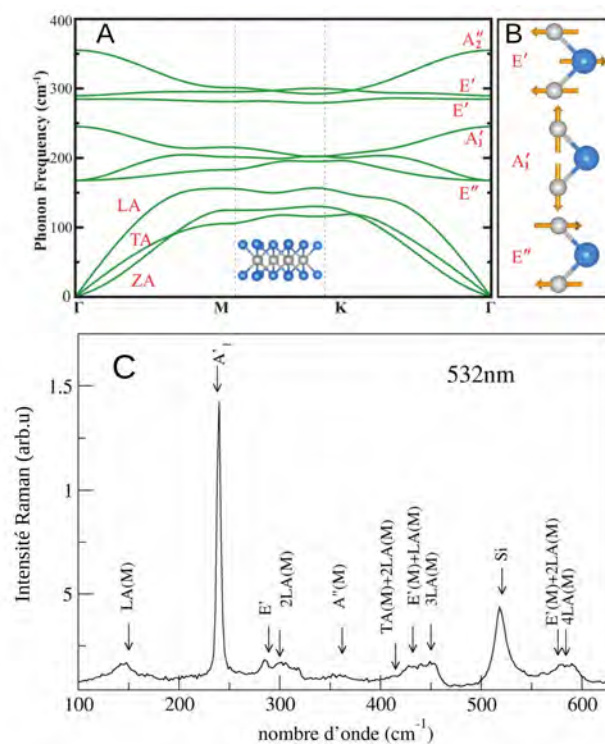 A
B
400
300
200
100
0
Phonon Frequency (cm⁻¹)
A₂″
E′
E′
A₁′
E″
LA
TA
ZA
Γ
M
K
Γ
E′
A₁′
E″
C
532nm
Intensité Raman (arb.u)
1.5
1
5
LA(M)
A'₁
E'
2LA(M)
A"(M)
TA(M)+2LA(M)
E'(M)+LA(M)
3LA(M)
Si
E'(M)+2LA(M)
4LA(M)
100
200
300
400
500
600
nombre d'onde (cm⁻¹)